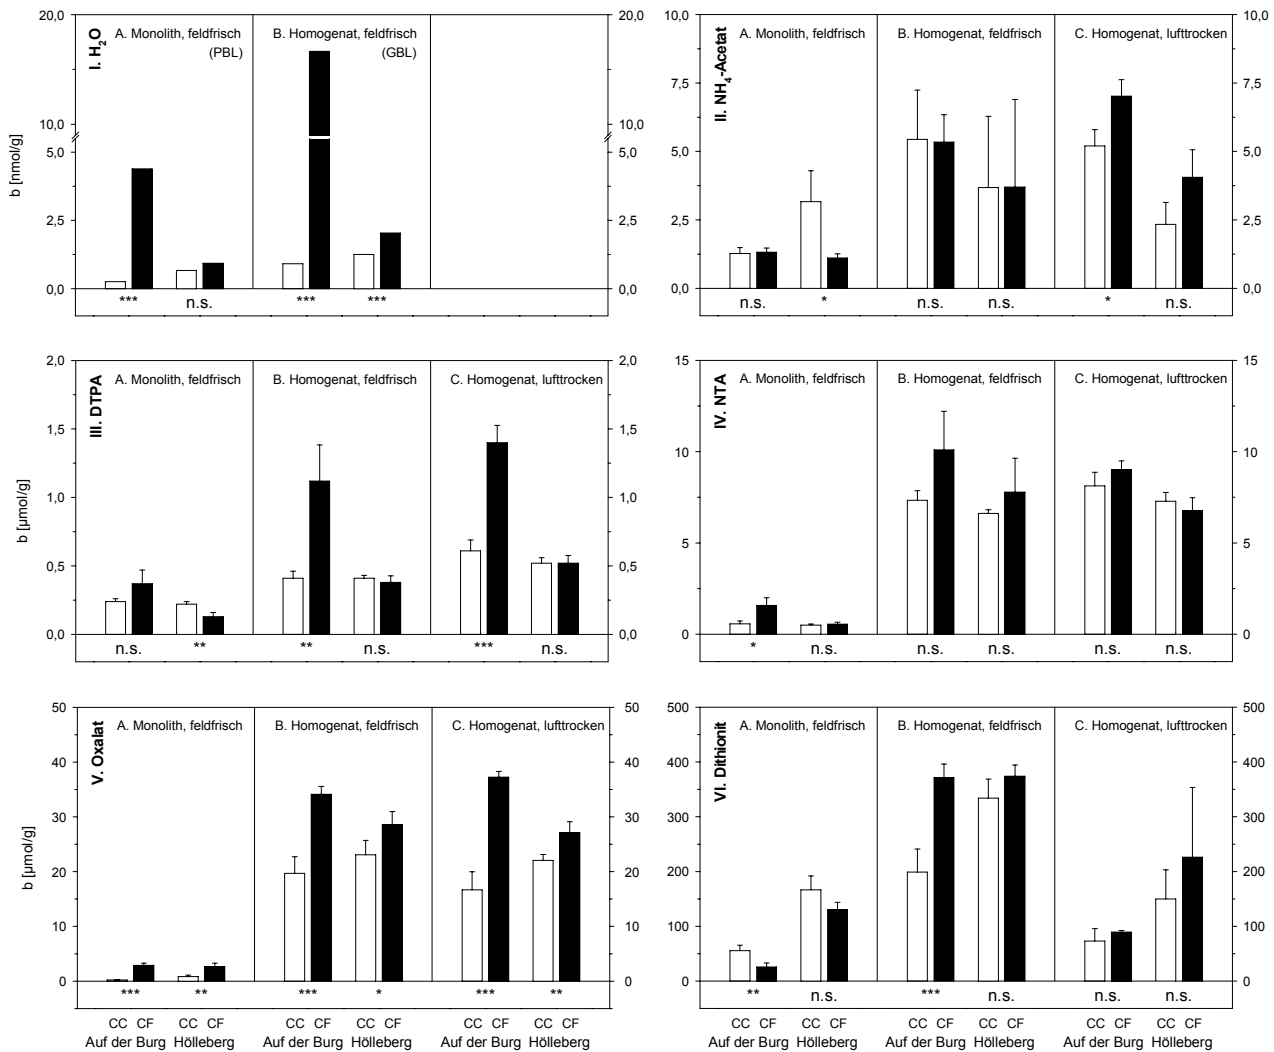 I. H₂O
A. Monolith, feldfrisch
(PBL)
B. Homogenat, feldfrisch
(GBL)
b [nmol/g]
20,0
10,0
5,0
2,5
0,0
20,0
10,0
5,0
2,5
0,0
*** n.s. *** ***
II. NH₄-Acetat
A. Monolith, feldfrisch
B. Homogenat, feldfrisch
C. Homogenat, lufttrocken
10,0
7,5
5,0
2,5
0,0
10,0
7,5
5,0
2,5
0,0
n.s. * n.s. n.s. * n.s.
III. DTPA
A. Monolith, feldfrisch
B. Homogenat, feldfrisch
C. Homogenat, lufttrocken
b [µmol/g]
2,0
1,5
1,0
0,5
0,0
2,0
1,5
1,0
0,5
0,0
n.s. ** ** n.s. *** n.s.
IV. NTA
A. Monolith, feldfrisch
B. Homogenat, feldfrisch
C. Homogenat, lufttrocken
15
10
5
0
15
10
5
0
* n.s. n.s. n.s. n.s. n.s.
V. Oxalat
A. Monolith, feldfrisch
B. Homogenat, feldfrisch
C. Homogenat, lufttrocken
b [µmol/g]
50
40
30
20
10
0
50
40
30
20
10
0
*** ** *** * *** **
CC CF CC CF CC CF CC CF CC CF CC CF
Auf der Burg Hölleberg Auf der Burg Hölleberg Auf der Burg Hölleberg
VI. Dithionit
A. Monolith, feldfrisch
B. Homogenat, feldfrisch
C. Homogenat, lufttrocken
500
400
300
200
100
0
500
400
300
200
100
0
** n.s. *** n.s. n.s. n.s.
CC CF CC CF CC CF CC CF CC CF CC CF
Auf der Burg Hölleberg Auf der Burg Hölleberg Auf der Burg Hölleberg